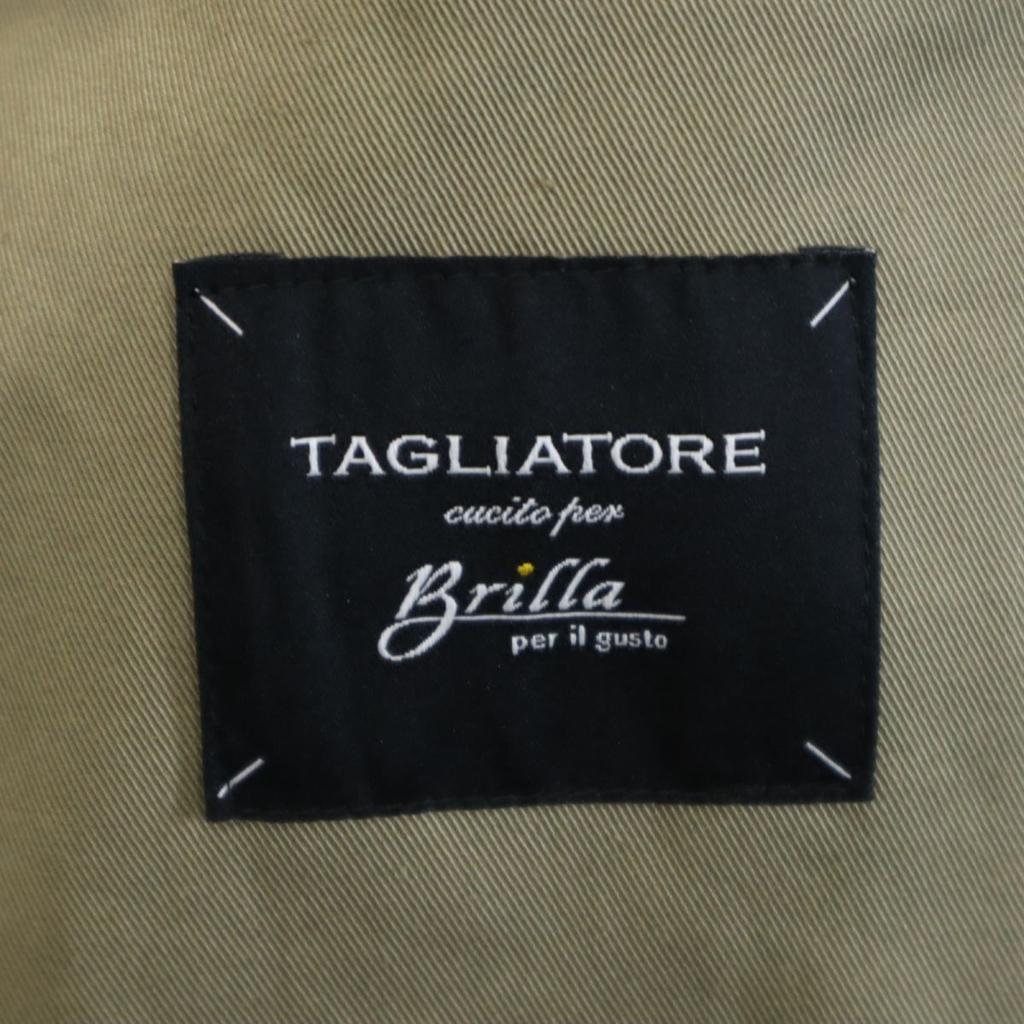 TAGLIATORE
cucito per
Brilla
per il gusto